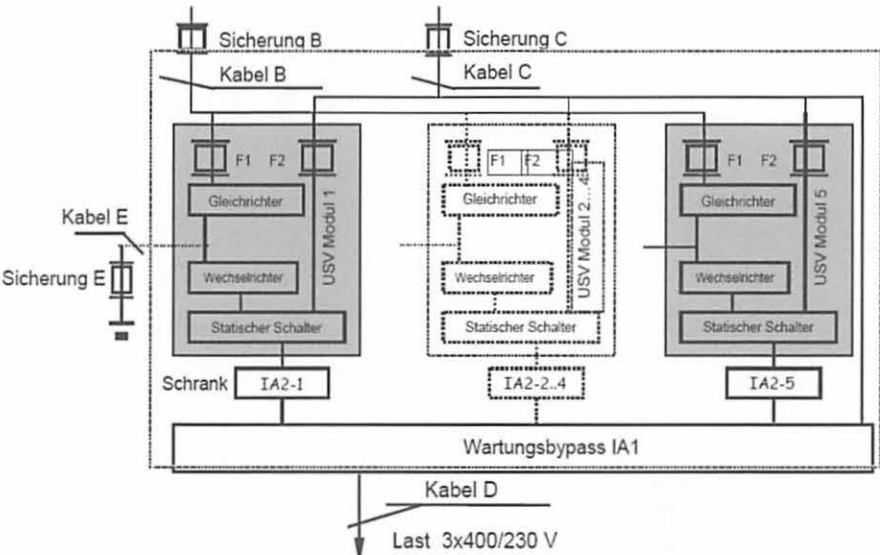 Sicherung B
Sicherung C
Kabel B
Kabel C
F1 F2
F1 F2
F1 F2
Gleichrichter
Gleichrichter
Gleichrichter
USV Modul 1
USV Modul 2...4
USV Modul 5
Kabel E
Sicherung E
Wechselrichter
Wechselrichter
Wechselrichter
Statischer Schalter
Statischer Schalter
Statischer Schalter
Schrank
IA2-1
IA2-2..4
IA2-5
Wartungsbypass IA1
Kabel D
Last 3x400/230 V